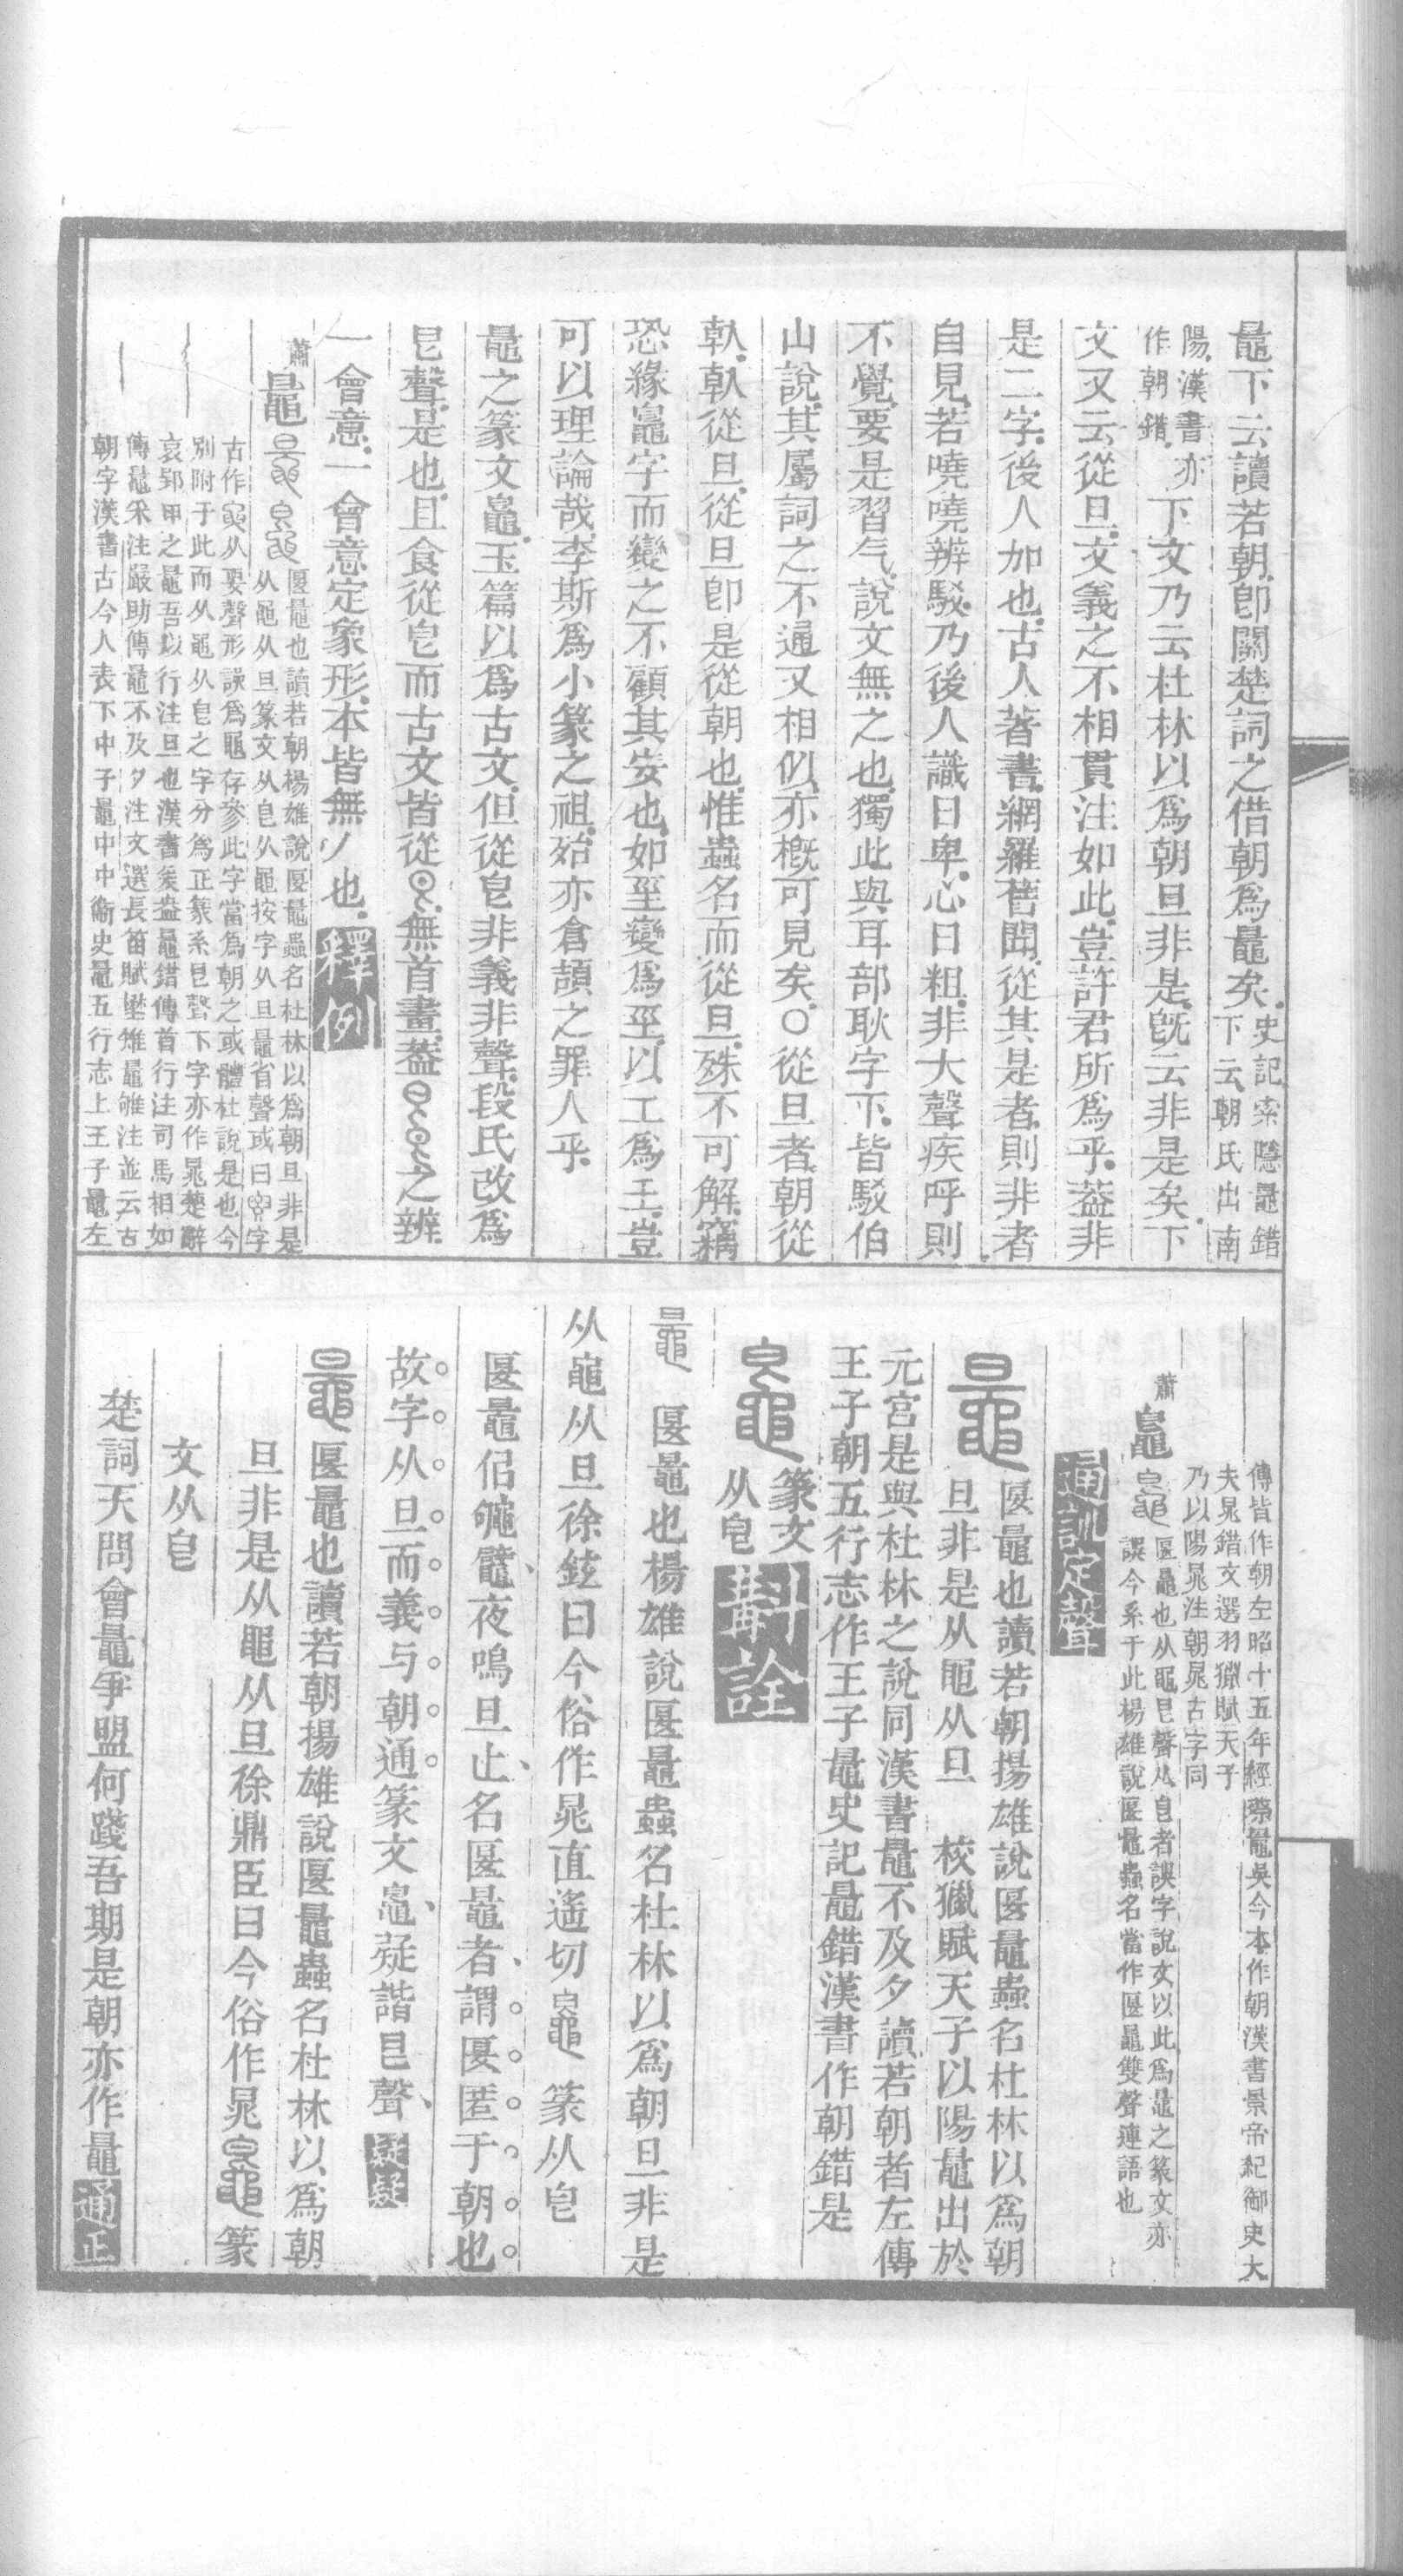 鼂下云讀若朝卽關楚詞之借朝爲鼂矣史記索隱鼂錯下云朝氏出南
陽漢書亦作朝錯下文乃云杜林以爲朝旦非是旣云非是矣下
文又云從旦文義之不相貫注如此豈許君所爲乎葢非
是二字後人加也古人著書網羅舊聞從其是者則非者
自見若嘵嘵辨駁乃後人識日卑心日粗非大聲疾呼則
不覺要是習气說文無之也獨此與耳部耿字下皆駁伯
山說其屬詞之不通又相似亦概可見矣〇從旦者朝從
倝倝從旦從旦卽是從朝也惟蟲名而從旦殊不可解竊
恐緣鼂字而變之不顧其安也如𡈼變爲至以工爲王豈
可以理論哉李斯爲小篆之祖殆亦倉頡之罪人乎
鼂之篆文鼌玉篇以爲古文但從皀非義非聲段氏改爲
皀聲是也且食從皀而古文皆從無首畫葢之辨
一會意一會意定象形本皆無丿也釋例
蕭鼂
匽鼂也讀若朝楊雄說匽鼂蟲名杜林以爲朝旦非是
从黽从旦篆文从皀从黽按字从旦鼂省聲或曰字
古作从要聲形誤爲黽存參此字當爲朝之或體杜說是也今
別附于此而从黽从皀之字分爲正篆系皀聲下字亦作晁楚辭
哀郢甲之鼂吾以行注旦也漢書爰盎鼂錯傳首行注司馬相如
傳鼂采注嚴助傳鼂不及夕注文選長笛賦注並云古
朝字漢書古今人表下中子鼂中中衞史鼂五行志上王子鼂左
傳皆作朝左昭十五年經蔡鼂吳今本作朝漢書景帝紀御史大
夫晁錯文選羽獵賦天子
乃以陽晁注朝晁古字同
蕭鼌
匽鼂也从黽皀聲从皀者誤字說文以此爲鼂之篆文亦
誤今系于此楊雄說匽鼂蟲名當作匽鼂雙聲連語也
通訓定聲
匽鼂也讀若朝揚雄說匽鼂蟲名杜林以爲朝
旦非是从黽从旦 校獵賦天子以陽鼂出於
元宮是與杜林之說同漢書鼂不及夕讀若朝者左傳
王子朝五行志作王子鼂史記鼂錯漢書作朝錯是
篆文从皀斠詮
鼂 匽鼂也楊雄說匽鼂蟲名杜林以爲朝旦非是
从黽从旦徐鉉曰今俗作晁直遙切鼌 篆从皀
匽鼂侶夜鳴旦止名匽鼂者謂匽匿于朝也
故字从旦而義与朝通篆文鼌疑諧皀聲疑疑
鼂匽鼂也讀若朝揚雄說匽鼂蟲名杜林以爲朝
旦非是从黽从旦徐鼎臣曰今俗作晁篆
文从皀
楚詞天問會鼂爭盟何踐吾期是朝亦作鼂通正